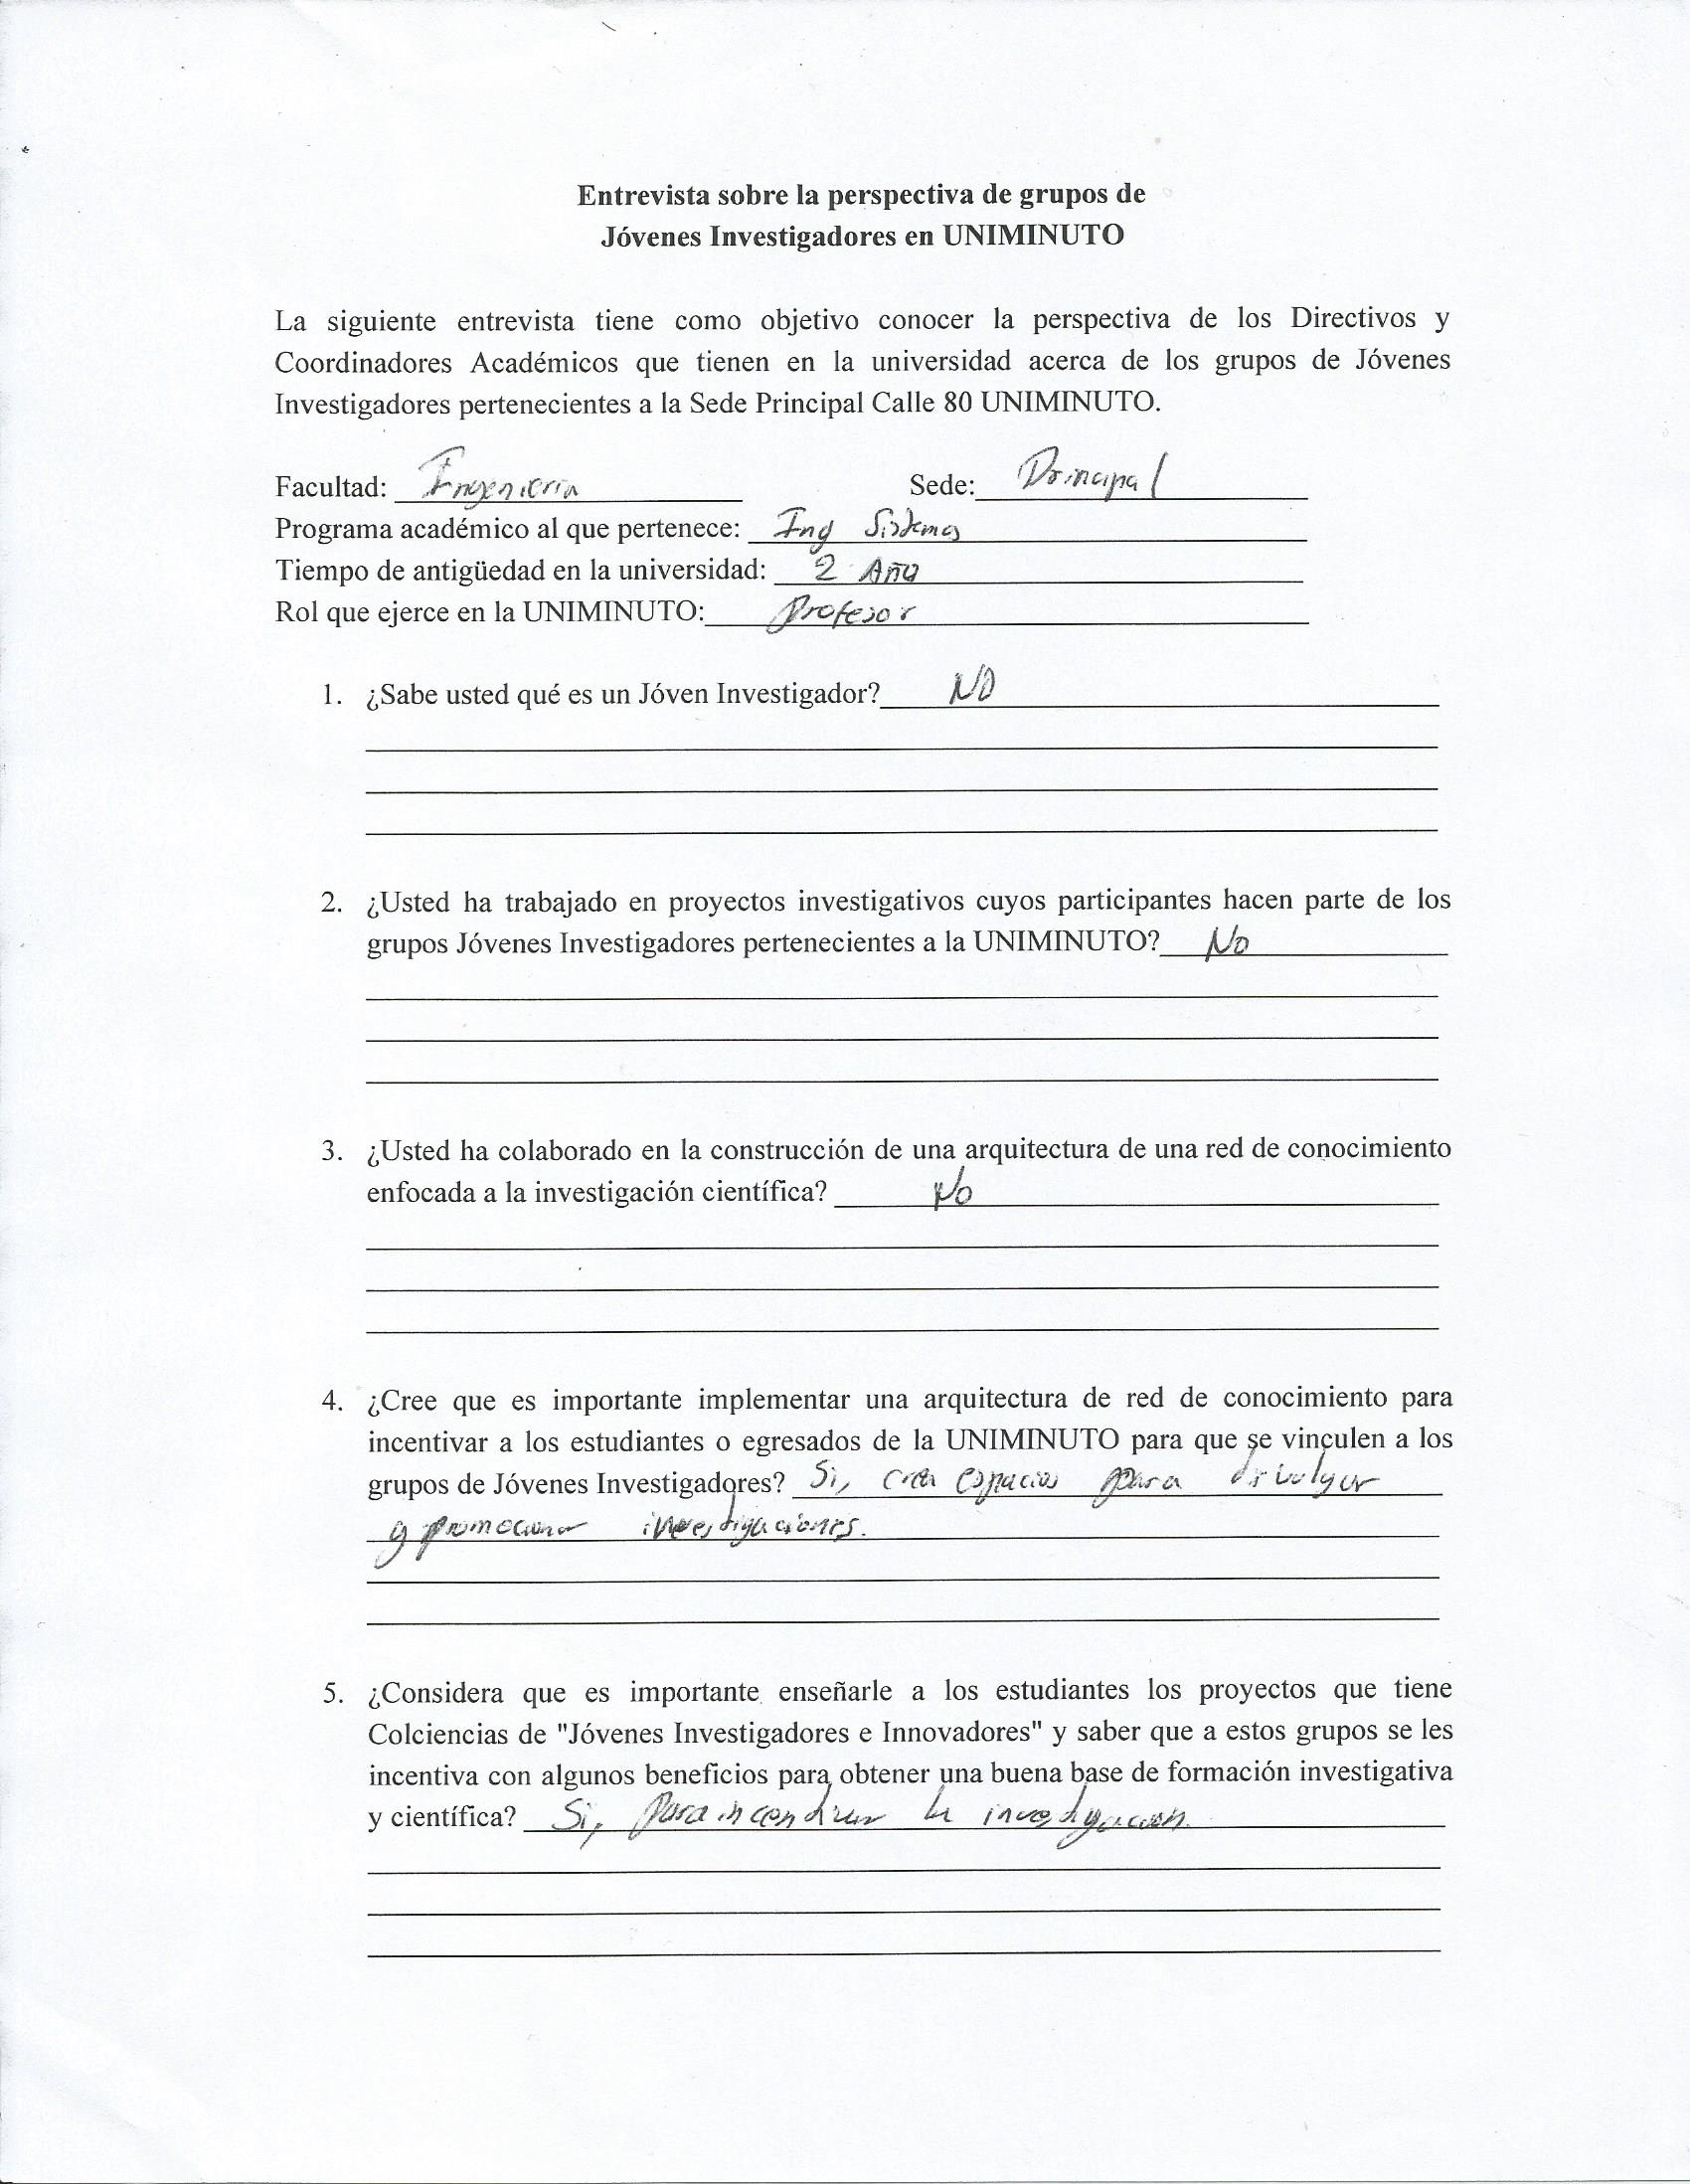 Entrevista sobre la perspectiva de grupos de
Jóvenes Investigadores en UNIMINUTO
La siguiente entrevista tiene como objetivo conocer la perspectiva de los Directivos y
Coordinadores Académicos que tienen en la universidad acerca de los grupos de Jóvenes
Investigadores pertenecientes a la Sede Principal Calle 80 UNIMINUTO.
Facultad: Ingenieria Sede: Principal
Programa académico al que pertenece: Ing Sistemas
Tiempo de antigüedad en la universidad: 2 Año
Rol que ejerce en la UNIMINUTO: Profesor
1. ¿Sabe usted qué es un Jóven Investigador? NO
2. ¿Usted ha trabajado en proyectos investigativos cuyos participantes hacen parte de los
grupos Jóvenes Investigadores pertenecientes a la UNIMINUTO? No
3. ¿Usted ha colaborado en la construcción de una arquitectura de una red de conocimiento
enfocada a la investigación científica? No
4. ¿Cree que es importante implementar una arquitectura de red de conocimiento para
incentivar a los estudiantes o egresados de la UNIMINUTO para que se vinculen a los
grupos de Jóvenes Investigadores? Si, crea espacios para divulgar
y promocionar investigaciones.
5. ¿Considera que es importante enseñarle a los estudiantes los proyectos que tiene
Colciencias de "Jóvenes Investigadores e Innovadores" y saber que a estos grupos se les
incentiva con algunos beneficios para obtener una buena base de formación investigativa
y científica? Si, para incentivar la investigacion.